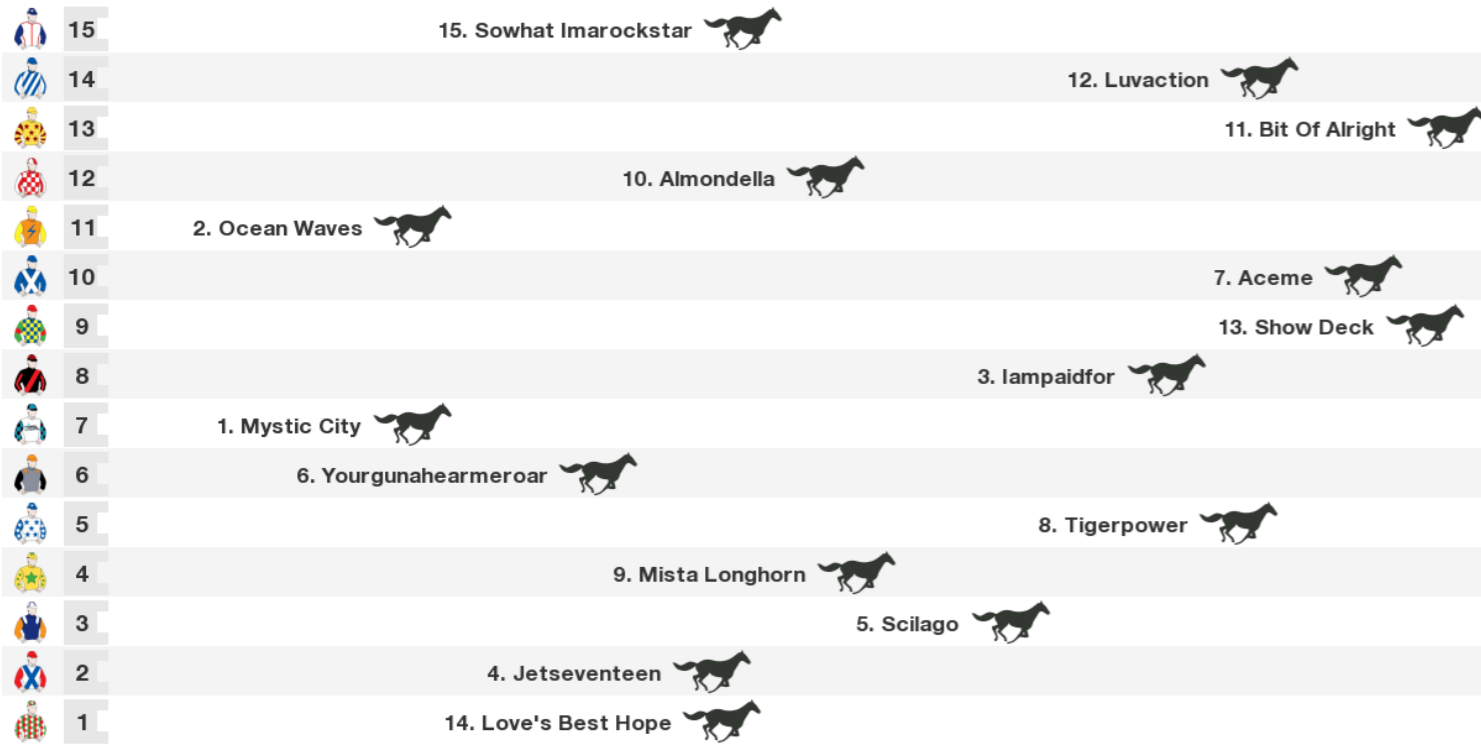 15 15. Sowhat Imarockstar
14 12. Luvaction
13 11. Bit Of Alright
12 10. Almondella
11 2. Ocean Waves
10 7. Aceme
9 13. Show Deck
8 3. Iampaidfor
7 1. Mystic City
6 6. Yourgunahearmeroar
5 8. Tigerpower
4 9. Mista Longhorn
3 5. Scilago
2 4. Jetseventeen
1 14. Love's Best Hope